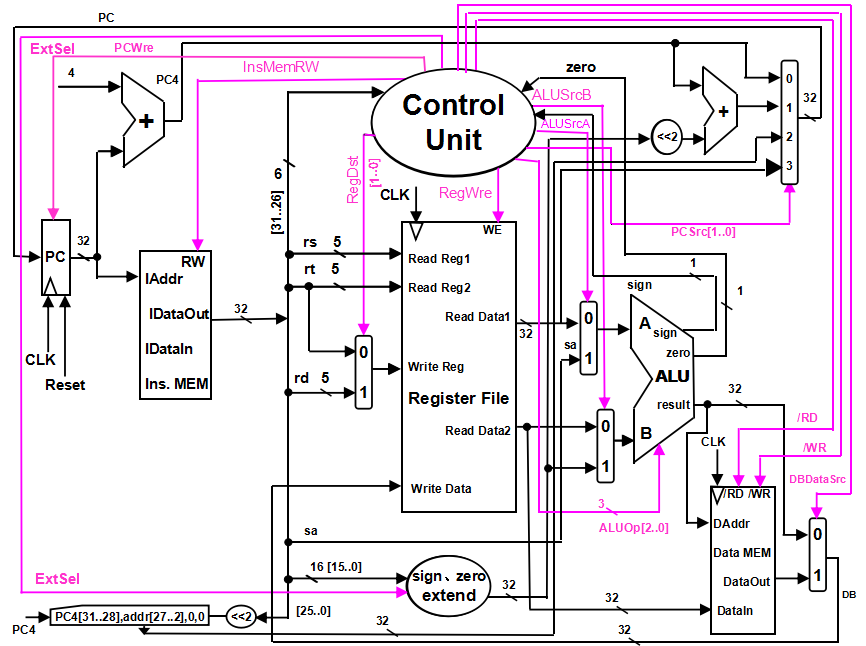 PC
ExtSel
PCWre
InsMemRW
4
PC4
Control
Unit
zero
ALUSrcB
ALUSrcA
+
+
<<2
0
1
2
3
32
6
[31..26]
RegDst
[1..0]
CLK
RegWre
PCSrc[1..0]
WE
PC
32
RW
IAddr
IDataOut
IDataIn
Ins. MEM
32
CLK
Reset
rs 5
rt 5
rd 5
0
1
Read Reg1
Read Reg2
Read Data1
Write Reg
Register File
Read Data2
Write Data
32
sa
0
1
0
1
sign
1
1
A
sign
zero
ALU
result
B
32
3
ALUOp[2..0]
CLK
/RD
/WR
DBDataSrc
/RD /WR
DAddr
Data MEM
DataOut
DataIn
0
1
DB
sa
16 [15..0]
sign、zero
extend
32
ExtSel
[25..0]
PC4
PC4[31..28],addr[27..2],0,0
<<2
32
32
32